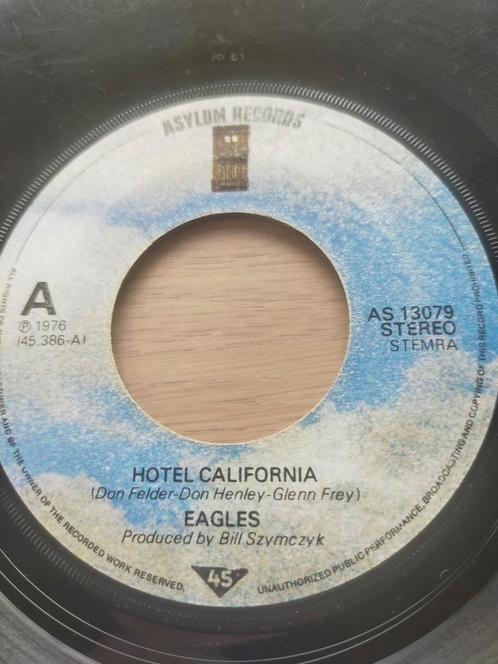 ASYLUM RECORDS
A
℗ 1976
(45.386-A)
AS 13079
STEREO
STEMRA
HOTEL CALIFORNIA
(Don Felder-Don Henley-Glenn Frey)
EAGLES
Produced by Bill Szymczyk
45
ALL RIGHTS OF AND OF THE OWNER OF THE RECORDED WORK RESERVED, UNAUTHORIZED PUBLIC PERFORMANCE, BROADCASTING AND COPYING OF THIS RECORD PROHIBITED